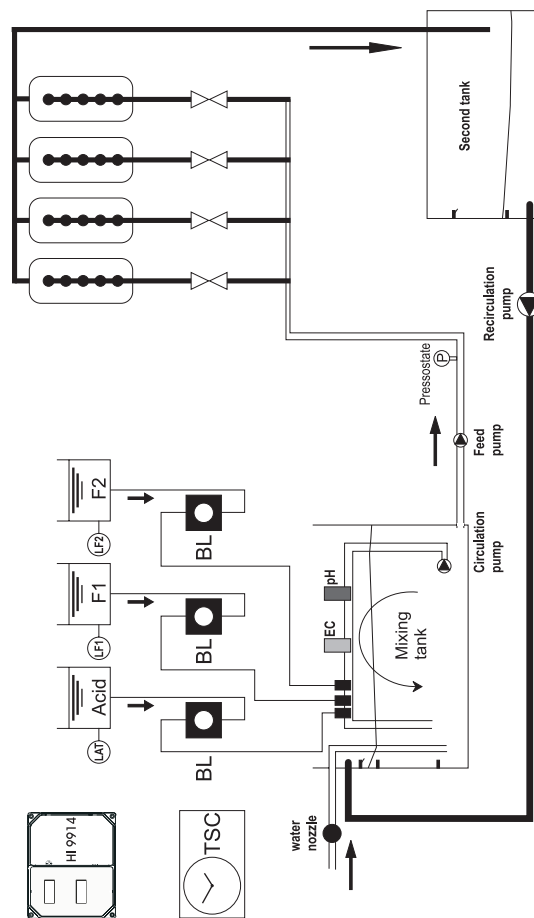 Second tank
Recirculation
pump
Pressostate
P
Feed
pump
F2
LF2
BL
F1
LF1
BL
Acid
LAT
BL
pH
EC
Mixing
tank
Circulation
pump
water
nozzle
HI 9914
TSC